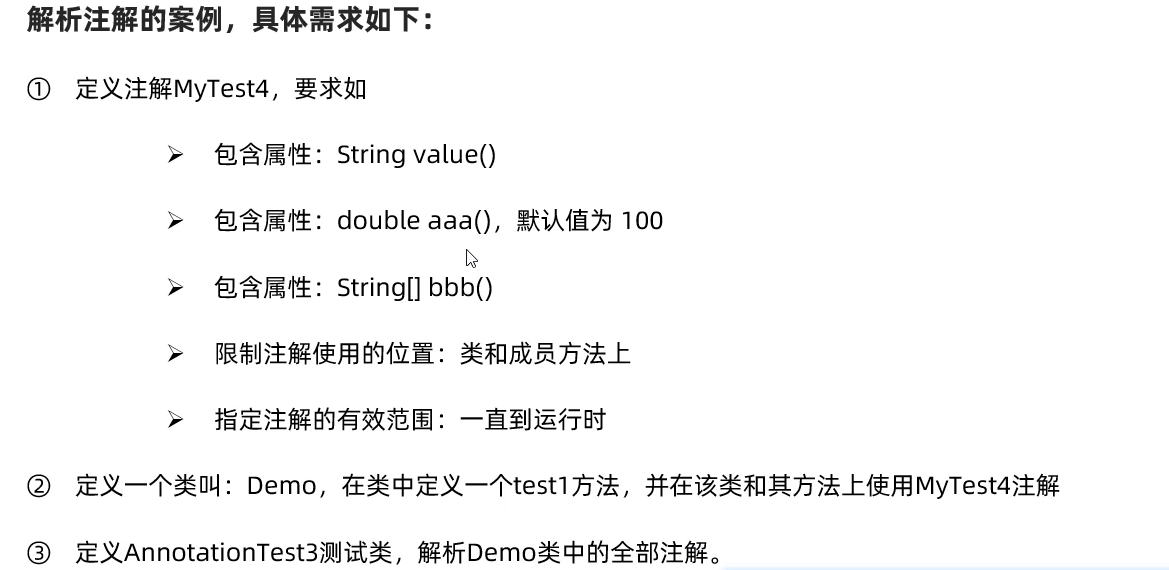 解析注解的案例，具体需求如下：
① 定义注解MyTest4，要求如
➢ 包含属性：String value()
➢ 包含属性：double aaa()，默认值为 100
➢ 包含属性：String[] bbb()
➢ 限制注解使用的位置：类和成员方法上
➢ 指定注解的有效范围：一直到运行时
② 定义一个类叫：Demo，在类中定义一个test1方法，并在该类和其方法上使用MyTest4注解
③ 定义AnnotationTest3测试类，解析Demo类中的全部注解。